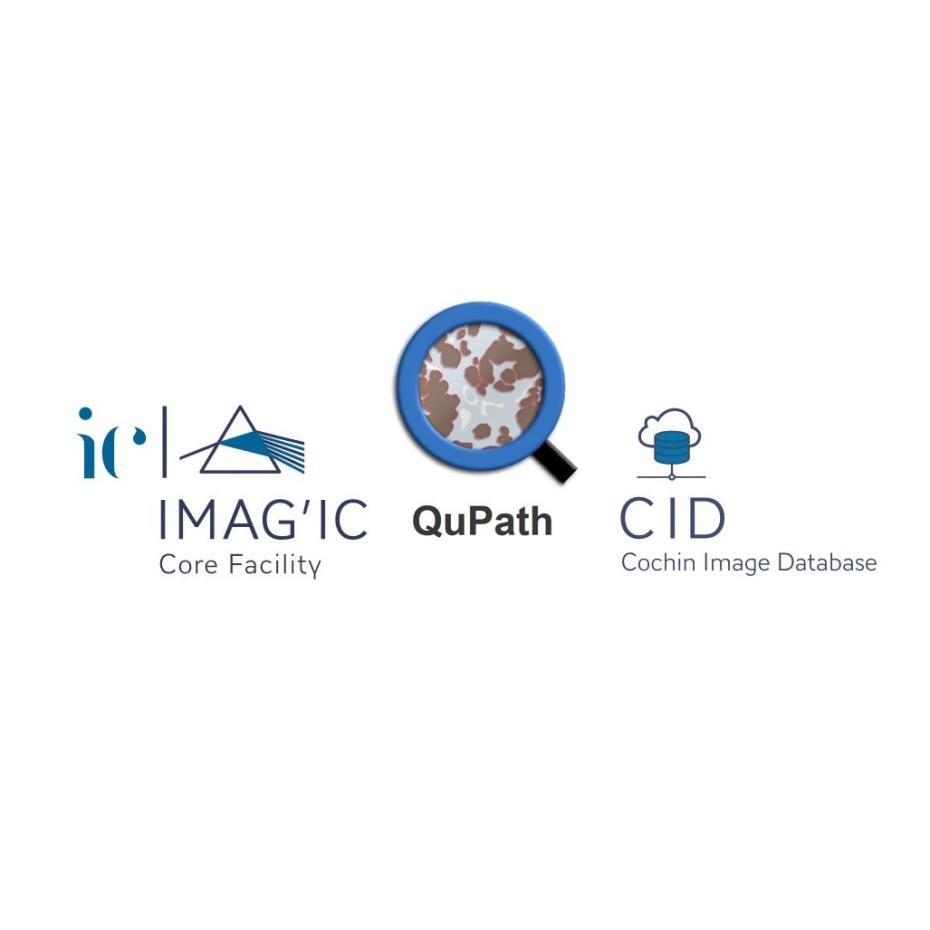 ic
IMAG'IC
Core Facility
QuPath
CID
Cochin Image Database